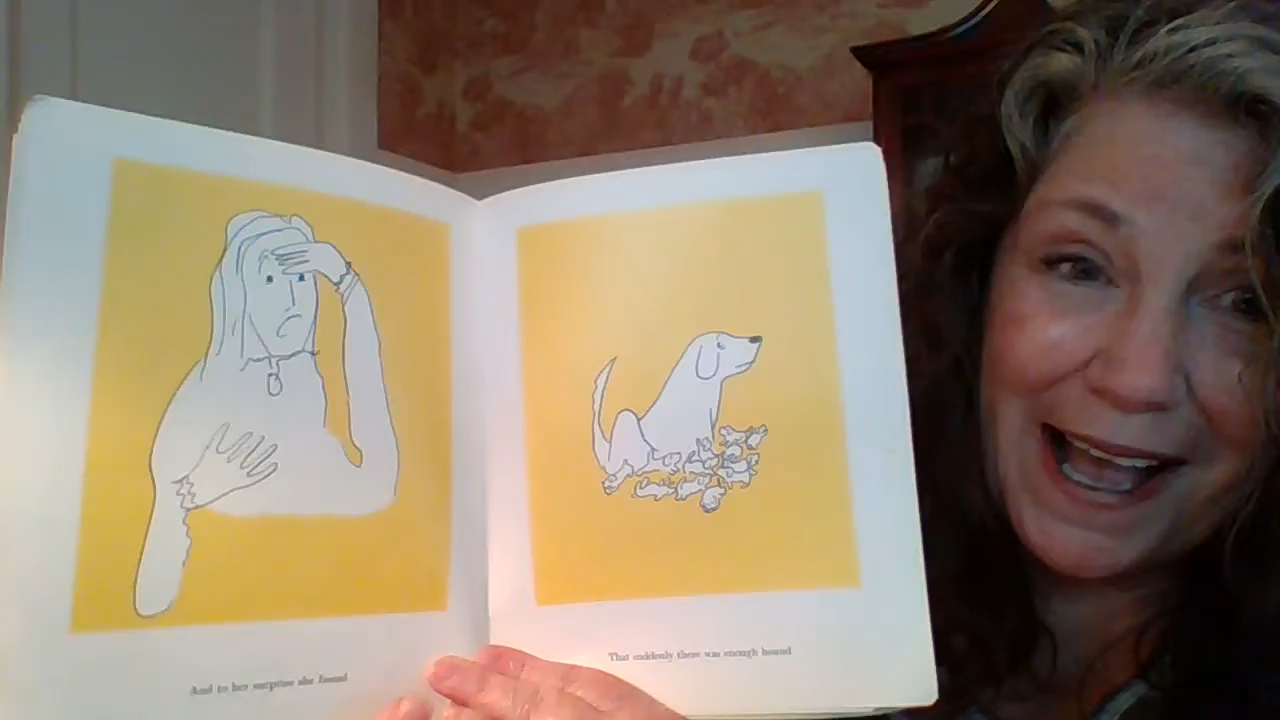 And to her surprise she found
That suddenly there was enough hound